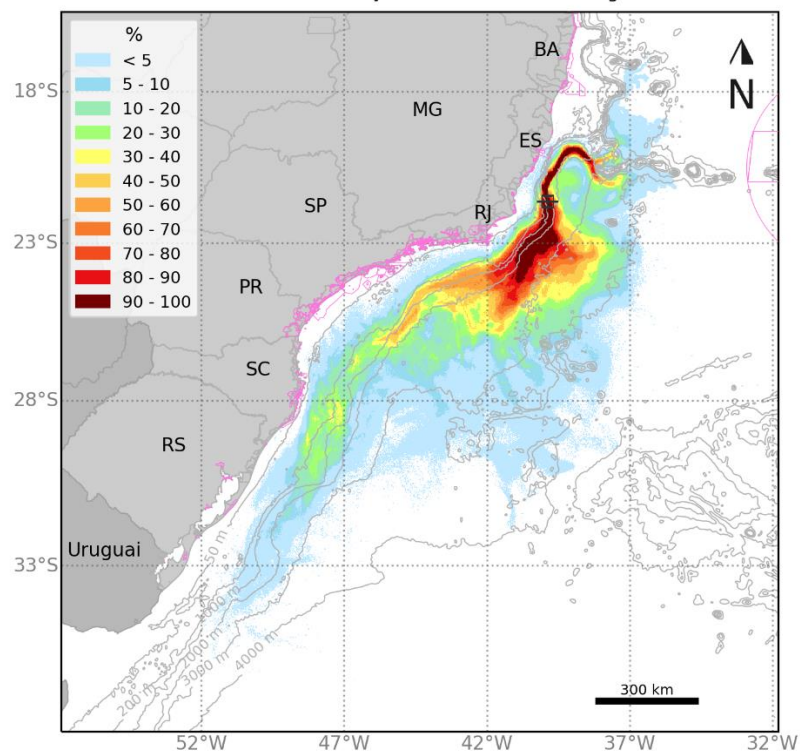 %
< 5
5 - 10
10 - 20
20 - 30
30 - 40
40 - 50
50 - 60
60 - 70
70 - 80
80 - 90
90 - 100
N
BA
MG
ES
SP
RJ
PR
SC
RS
Uruguai
18°S
23°S
28°S
33°S
200 m
2000 m
3000 m
4000 m
300 km
52°W
47°W
42°W
37°W
32°W